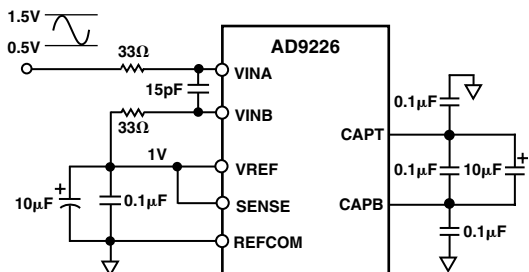 1.5V
0.5V
33Ω
15pF
33Ω
1V
10μF
+
0.1μF
AD9226
VINA
VINB
VREF
SENSE
REFCOM
CAPT
CAPB
0.1μF
0.1μF
10μF
+
0.1μF